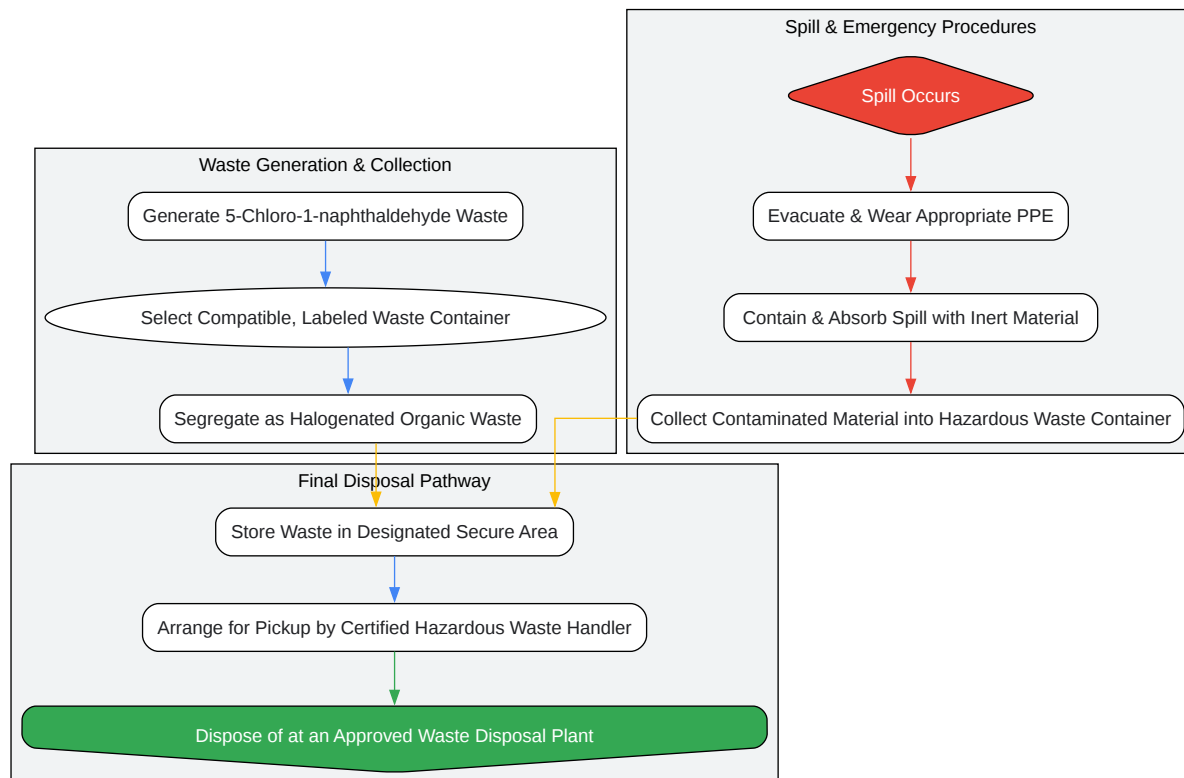 Spill & Emergency Procedures
Spill Occurs
Evacuate & Wear Appropriate PPE
Contain & Absorb Spill with Inert Material
Collect Contaminated Material into Hazardous Waste Container
Waste Generation & Collection
Generate 5-Chloro-1-naphthaldehyde Waste
Select Compatible, Labeled Waste Container
Segregate as Halogenated Organic Waste
Final Disposal Pathway
Store Waste in Designated Secure Area
Arrange for Pickup by Certified Hazardous Waste Handler
Dispose of at an Approved Waste Disposal Plant